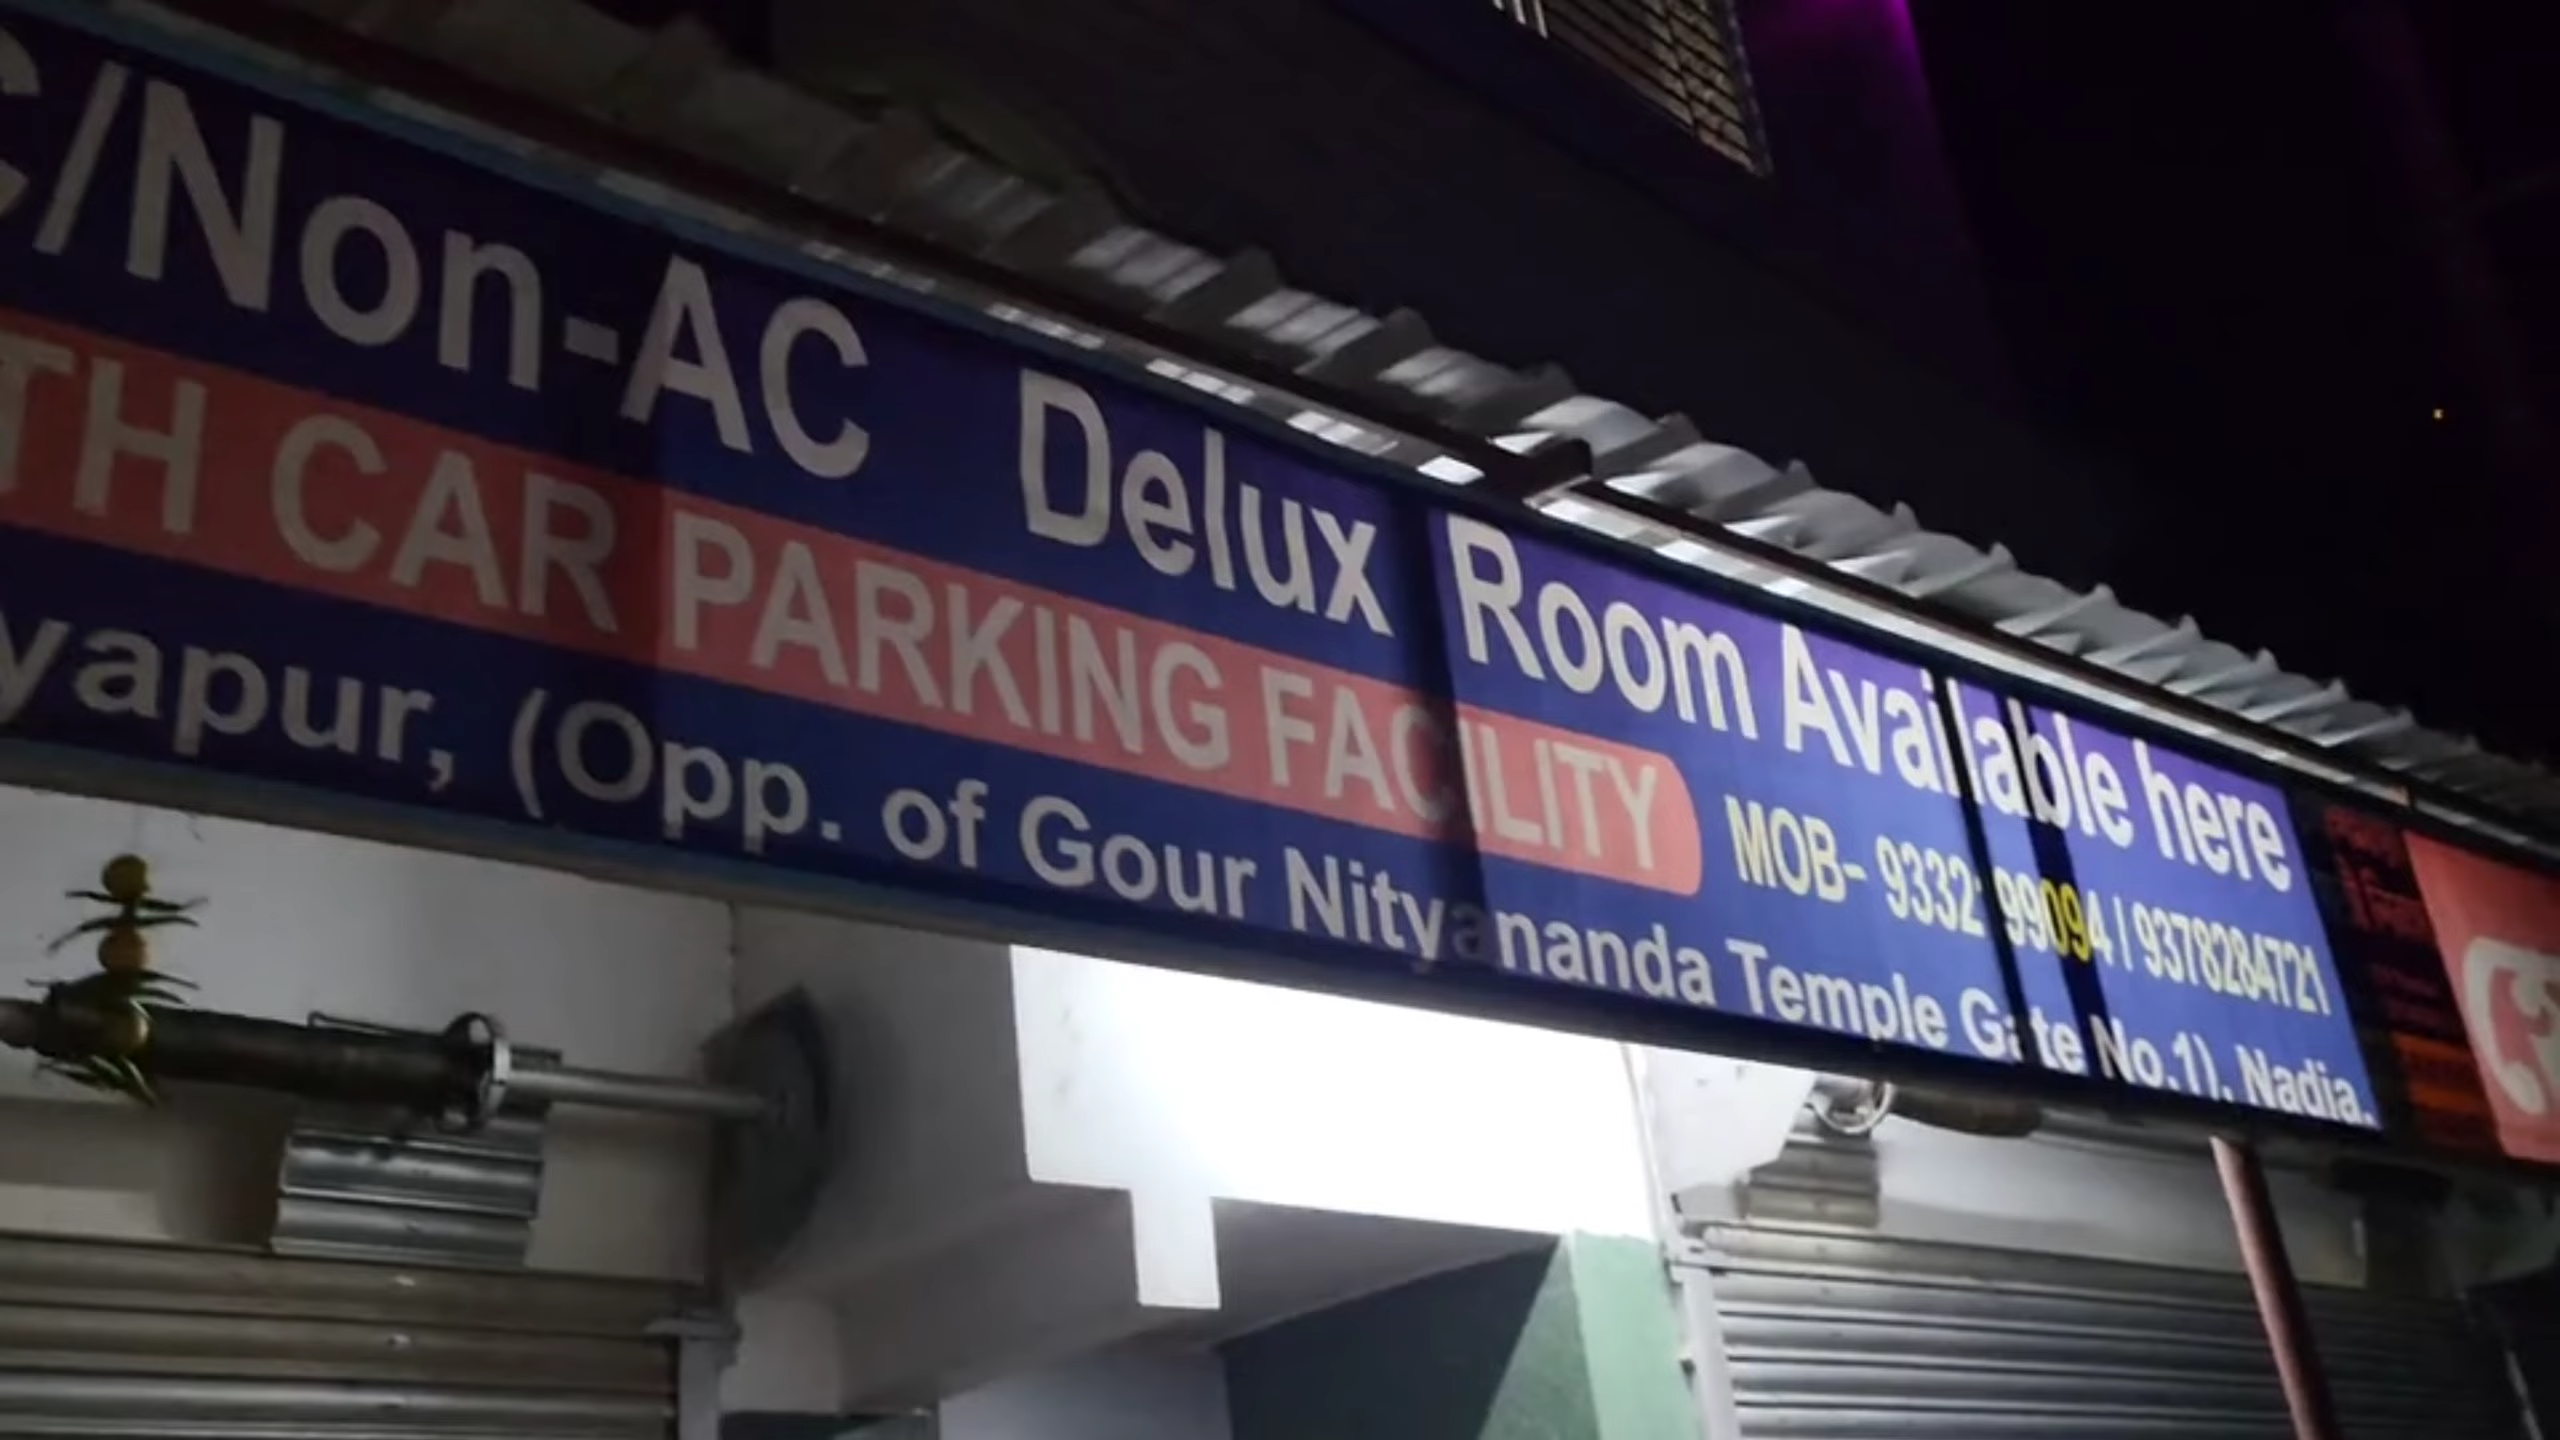 C/Non-AC Delux Room Available here
TH CAR PARKING FACILITY
MOB- 9332 99094 / 9378284721
yapur, (Opp. of Gour Nityananda Temple Gate No.1), Nadia.